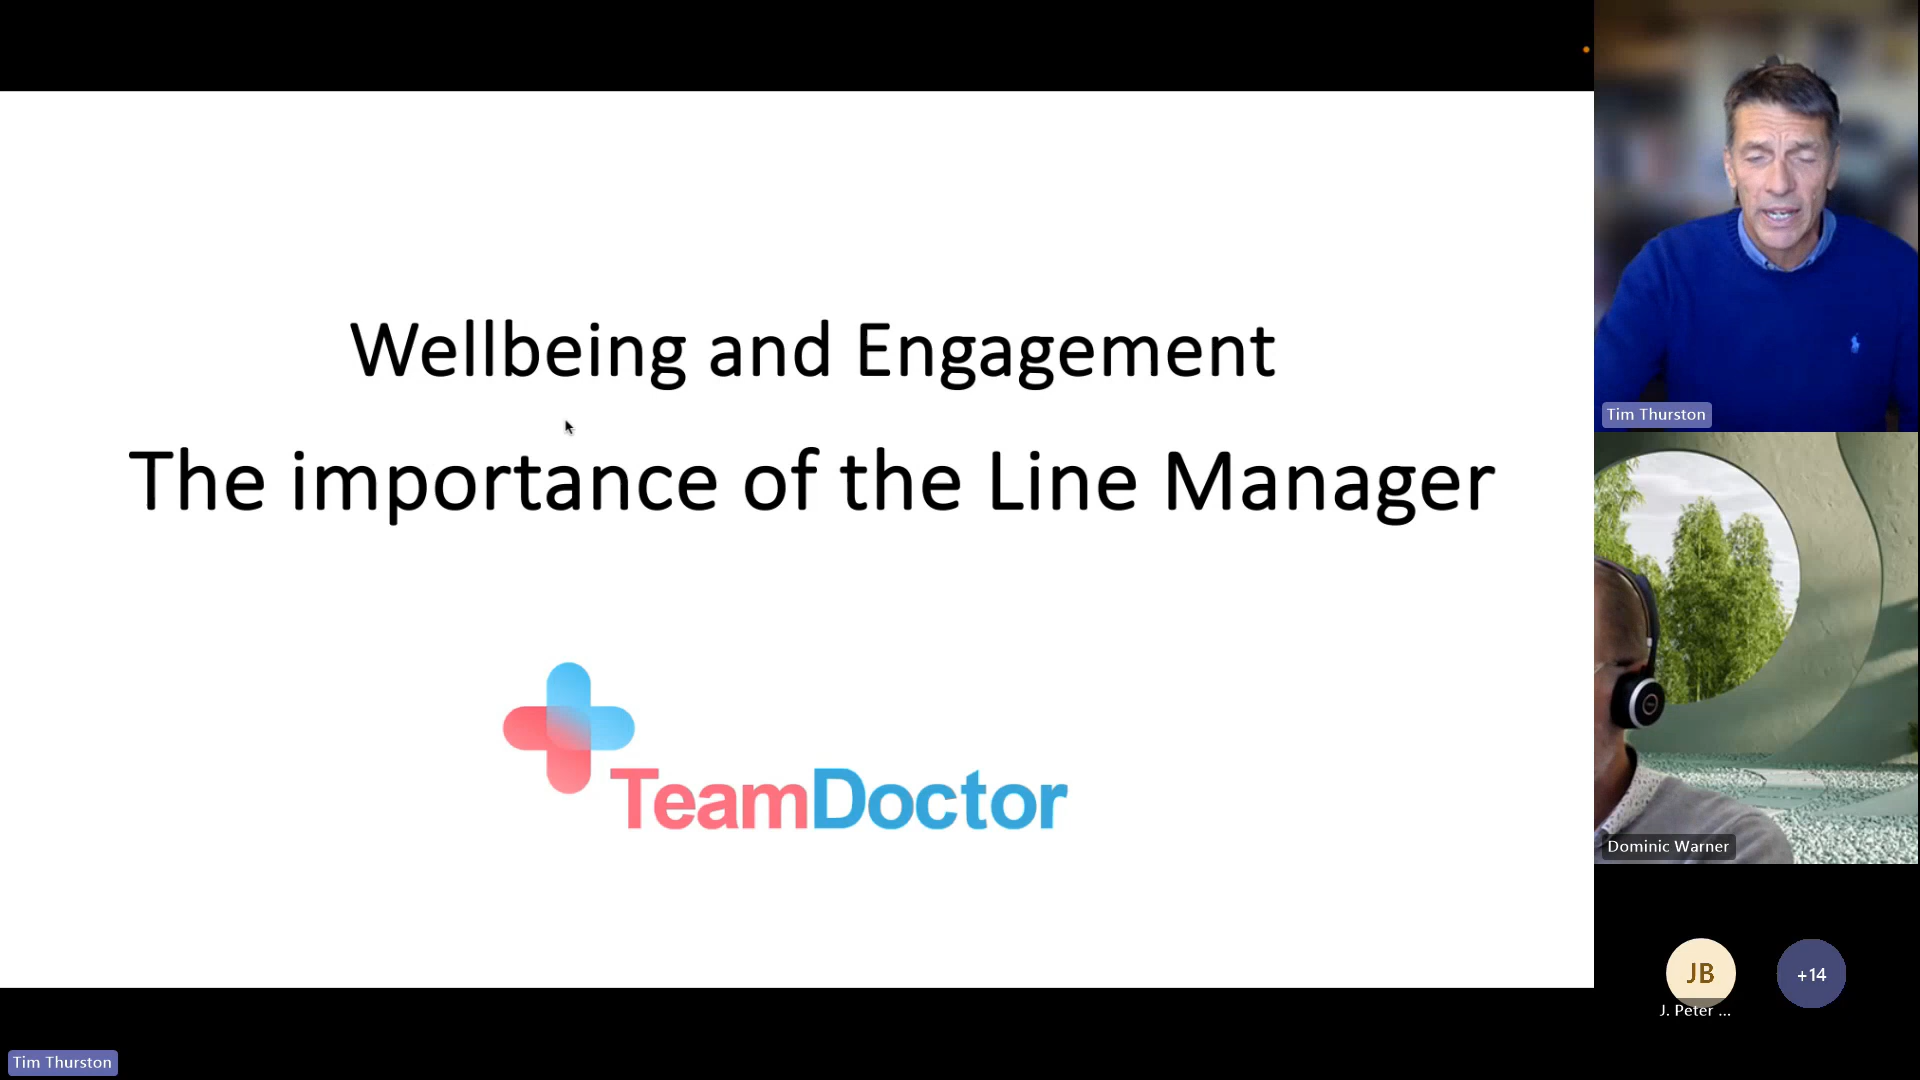 Wellbeing and Engagement
The importance of the Line Manager
TeamDoctor
Tim Thurston
Dominic Warner
JB
+14
J. Peter ...
Tim Thurston